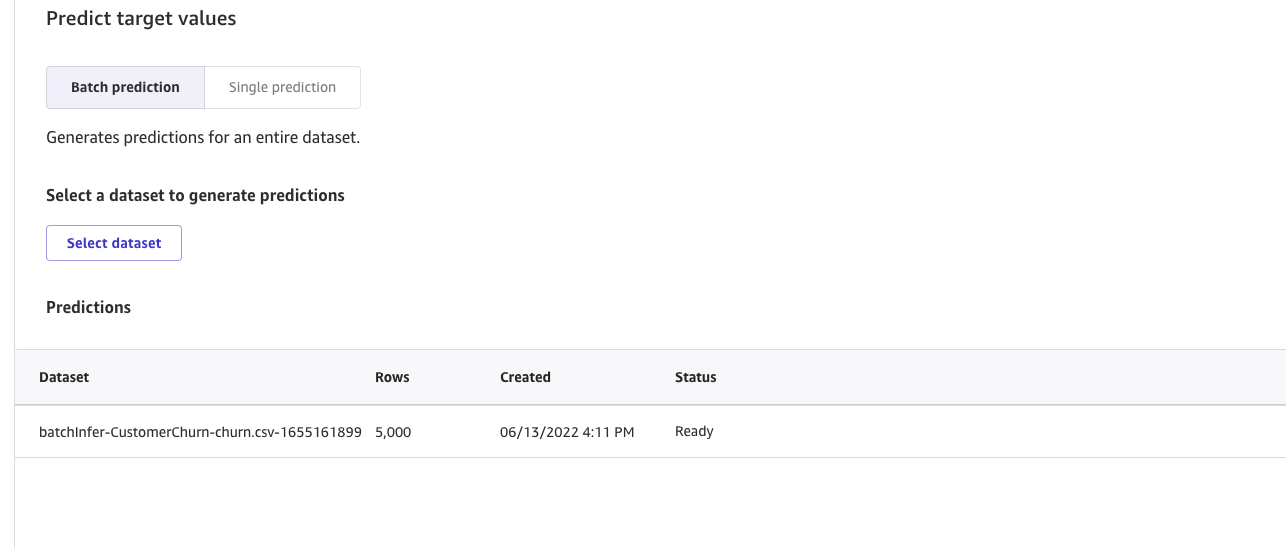 Predict target values
Batch prediction Single prediction
Generates predictions for an entire dataset.
Select a dataset to generate predictions
Select dataset
Predictions
Dataset Rows Created Status
batchInfer-CustomerChurn-churn.csv-1655161899 5,000 06/13/2022 4:11 PM Ready